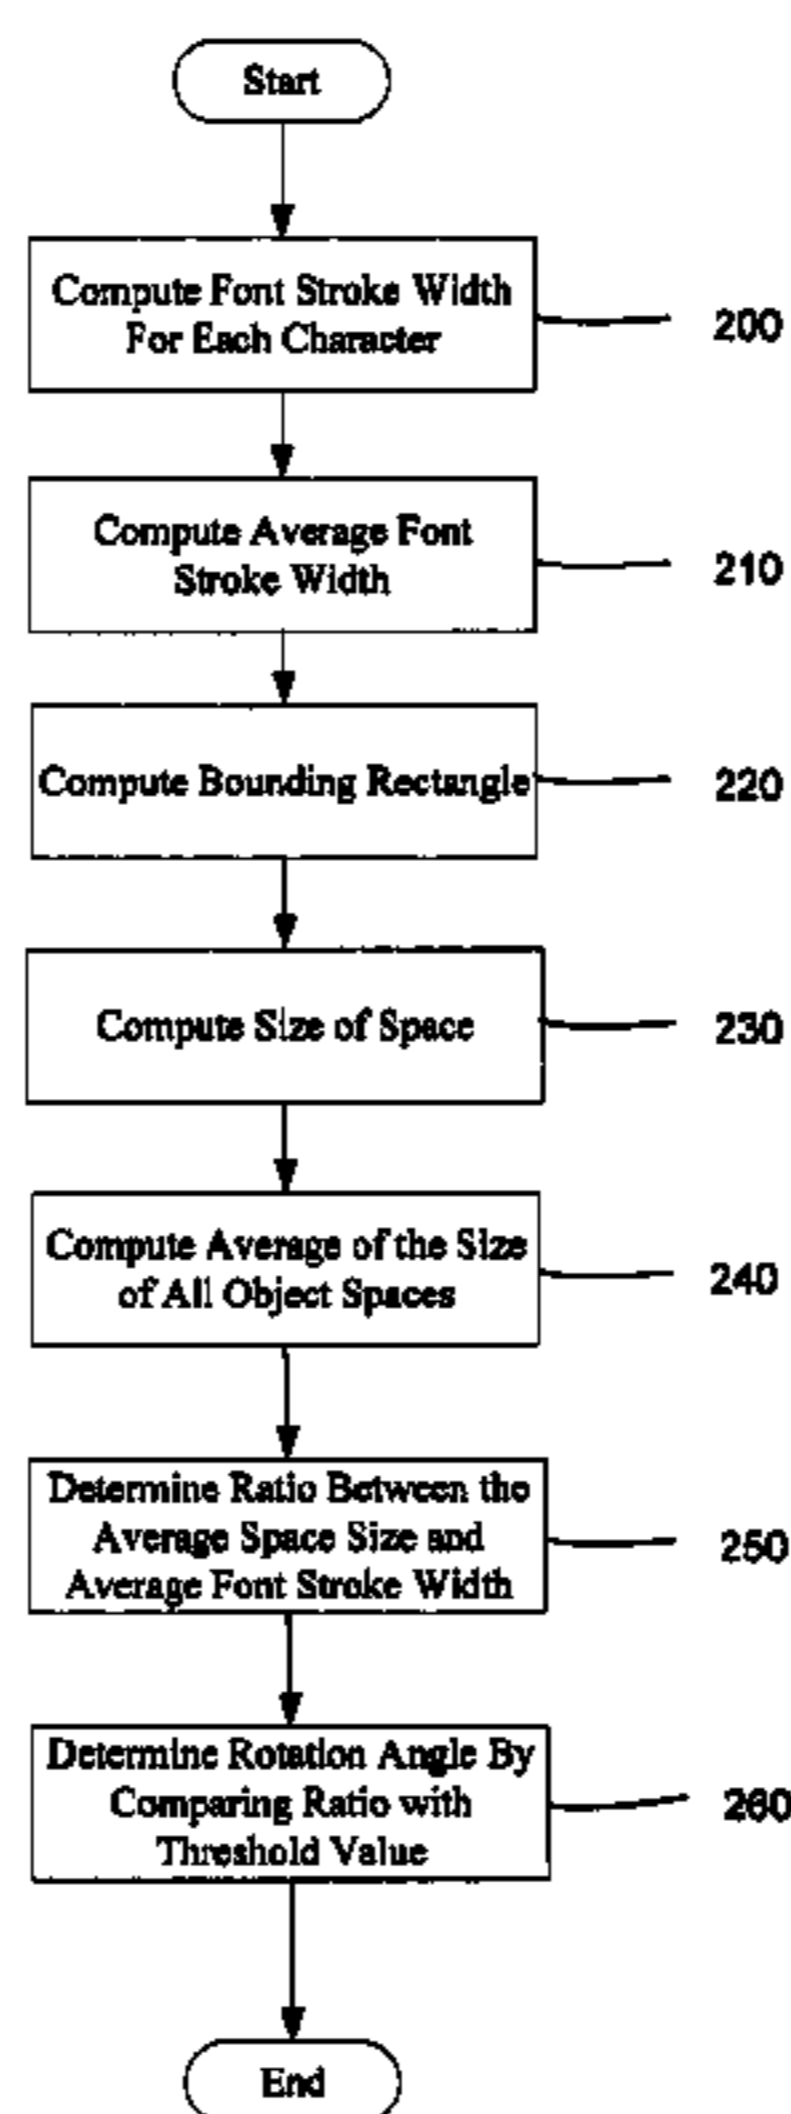 Start
Compute Font Stroke Width
For Each Character
200
Compute Average Font
Stroke Width
210
Compute Bounding Rectangle
220
Compute Size of Space
230
Compute Average of the Size
of All Object Spaces
240
Determine Ratio Between the
Average Space Size and
Average Font Stroke Width
250
Determine Rotation Angle By
Comparing Ratio with
Threshold Value
260
End